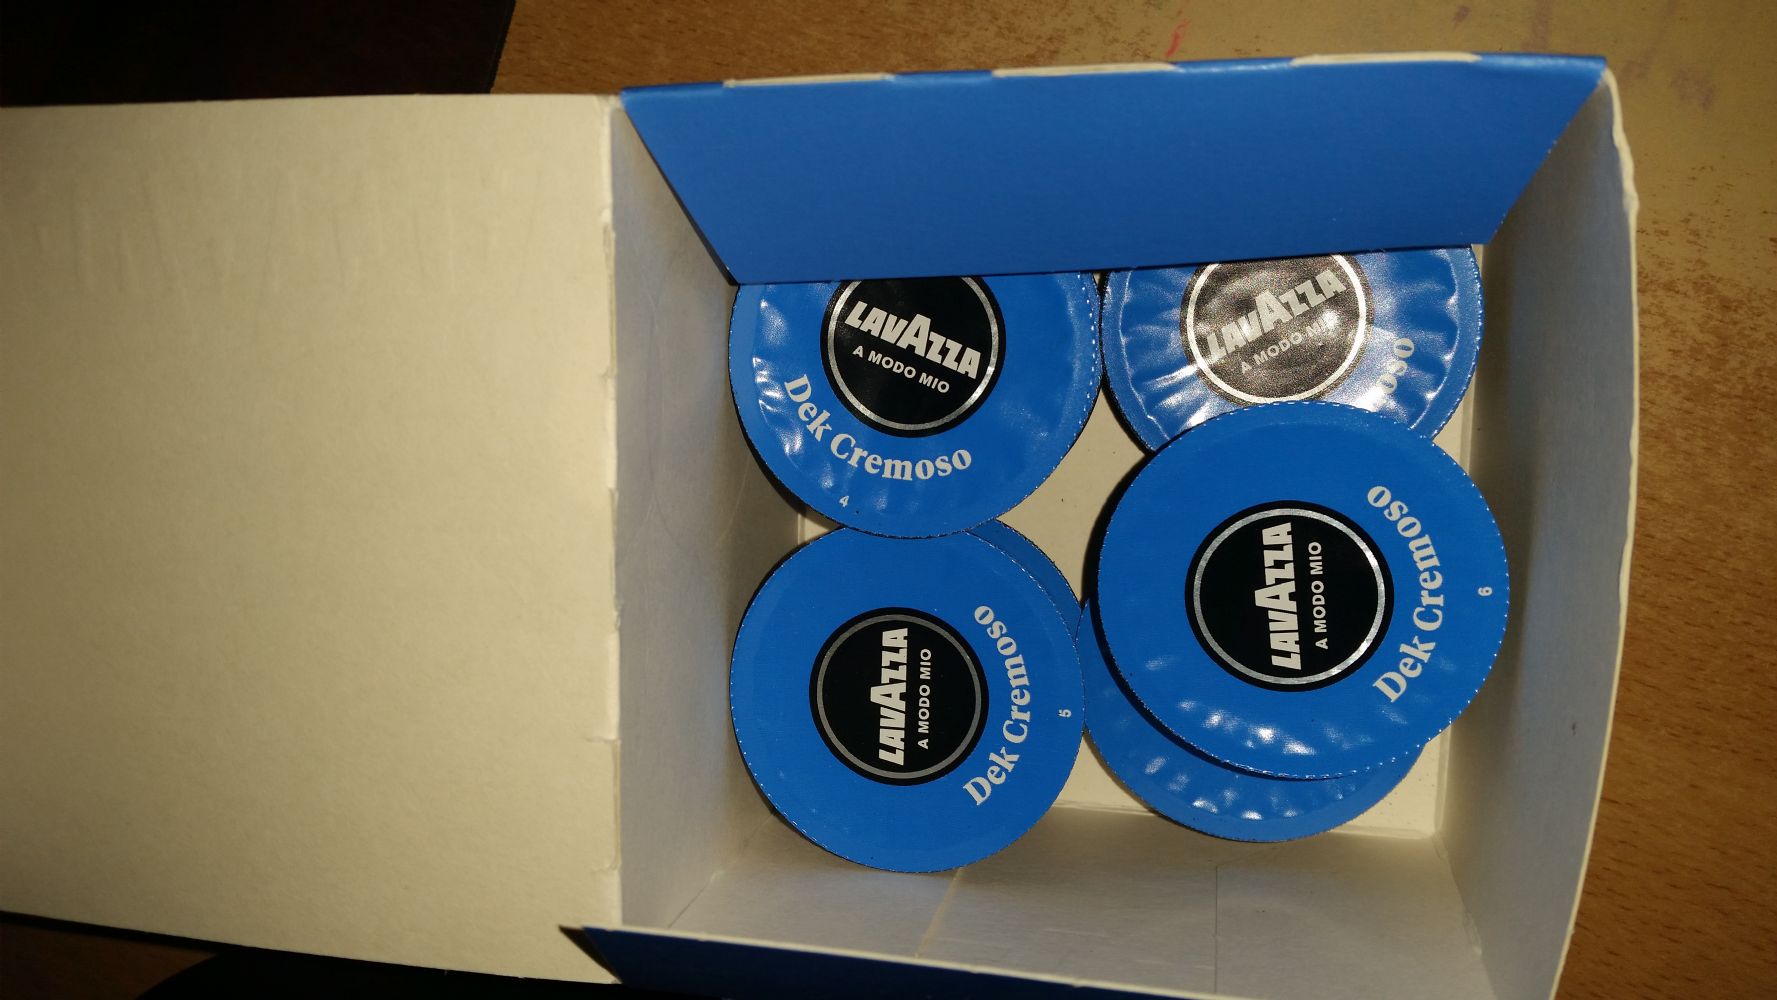 LAVAZZA
A MODO MIO
Dek Cremoso
4
LAVAZZA
A MODO MIO
oso
LAVAZZA
A MODO MIO
Dek Cremoso
6
LAVAZZA
A MODO MIO
Dek Cremoso
5